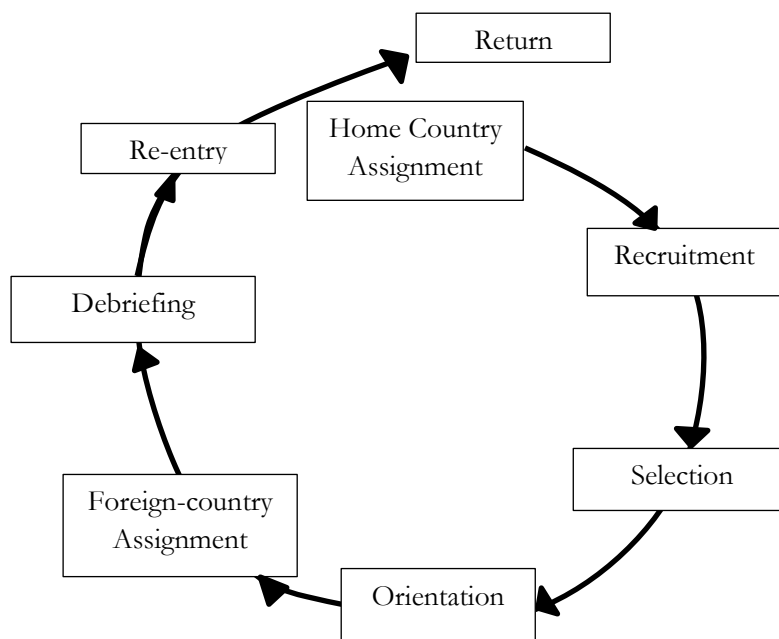 Return
Home Country
Assignment
Recruitment
Selection
Orientation
Foreign-country
Assignment
Debriefing
Re-entry